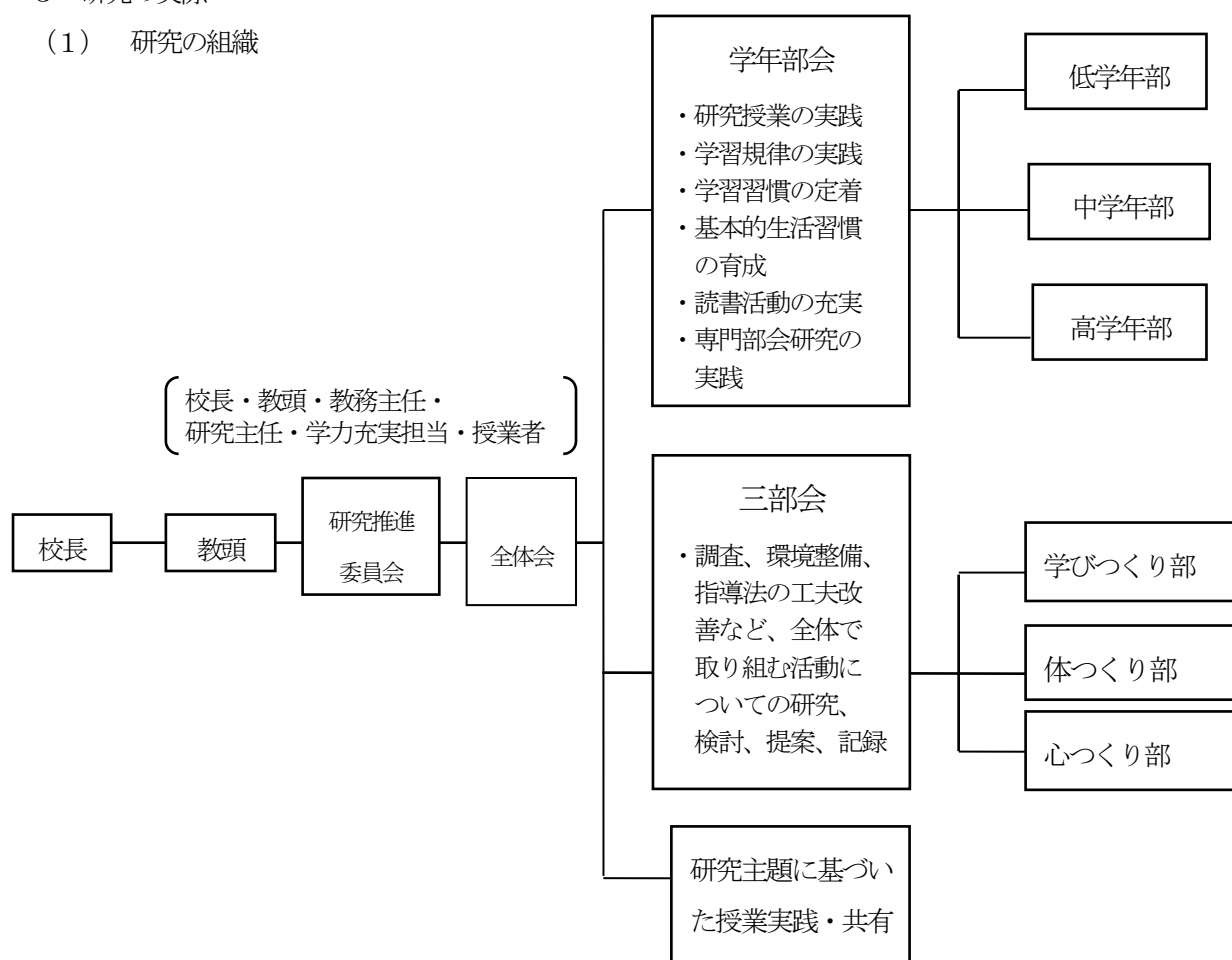 （1）　研究の組織
学年部会
・研究授業の実践
・学習規律の実践
・学習習慣の定着
・基本的生活習慣
の育成
・読書活動の充実
・専門部会研究の
実践
低学年部
中学年部
高学年部
校長・教頭・教務主任・
研究主任・学力充実担当・授業者
校長
教頭
研究推進
委員会
全体会
三部会
・調査、環境整備、
指導法の工夫改
善など、全体で
取り組む活動に
ついての研究、
検討、提案、記録
学びつくり部
体つくり部
心つくり部
研究主題に基づい
た授業実践・共有